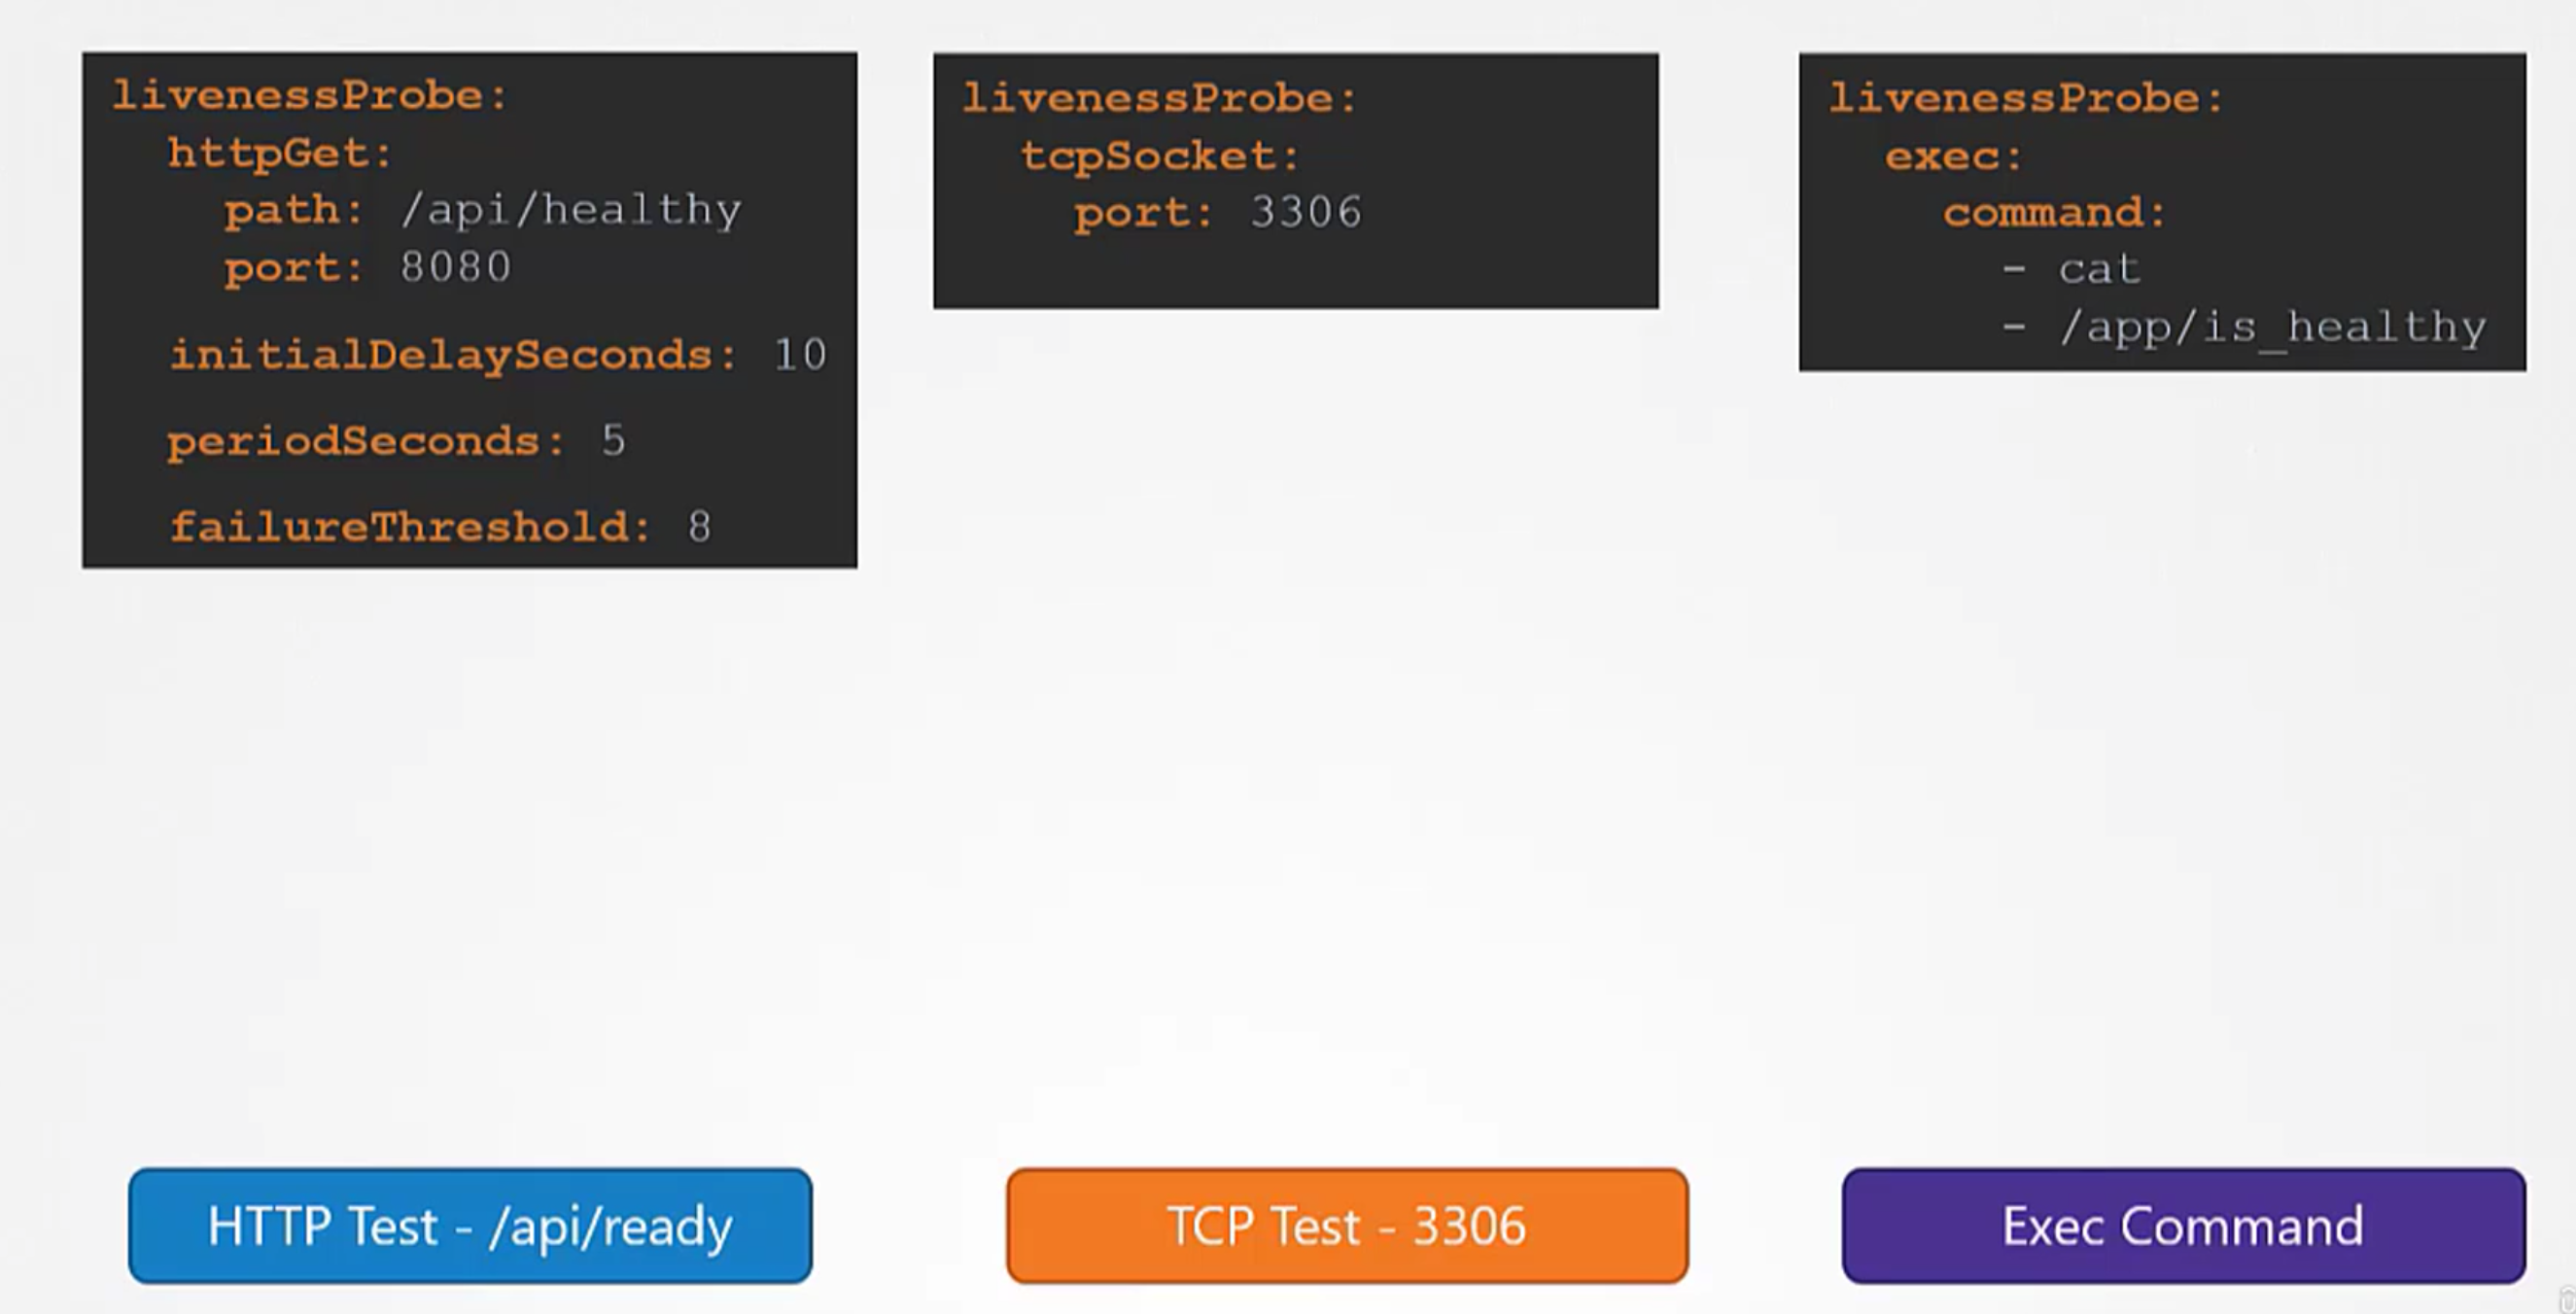 livenessProbe:
  httpGet:
    path: /api/healthy
    port: 8080
  initialDelaySeconds: 10
  periodSeconds: 5
  failureThreshold: 8
livenessProbe:
  tcpSocket:
    port: 3306
livenessProbe:
  exec:
    command:
      - cat
      - /app/is_healthy
HTTP Test - /api/ready
TCP Test - 3306
Exec Command